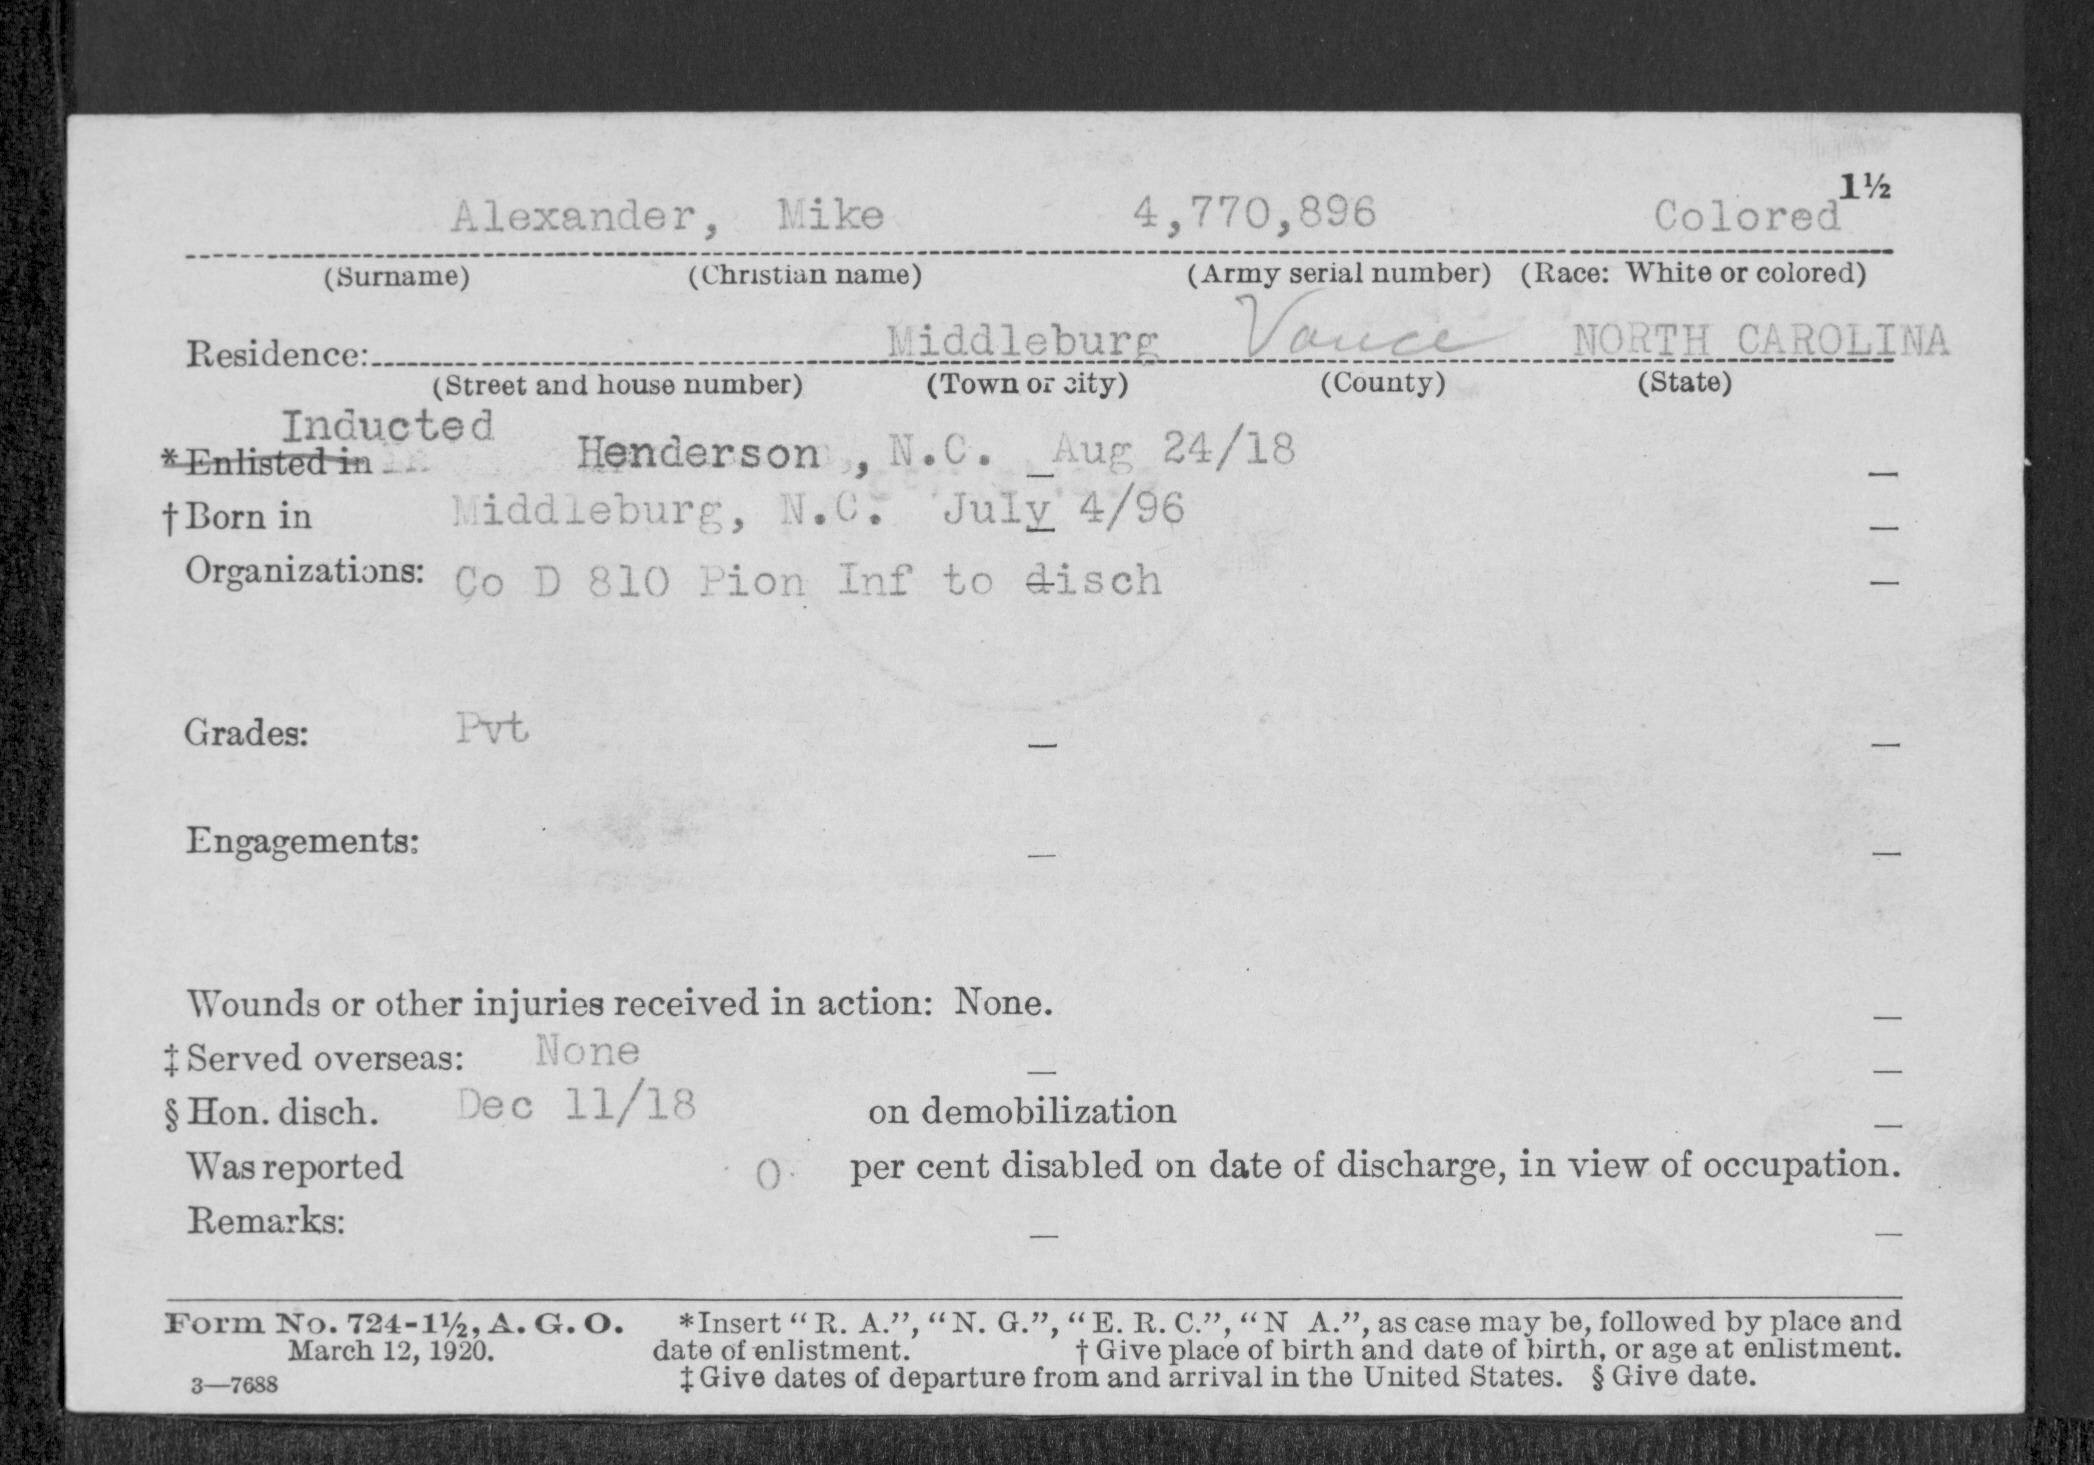 1½
Alexander, Mike 4,770,896 Colored
(Surname) (Christian name) (Army serial number) (Race: White or colored)
Residence: Middleburg Vance NORTH CAROLINA
(Street and house number) (Town or city) (County) (State)
Inducted
*Enlisted in Henderson, N.C. Aug 24/18
†Born in Middleburg, N.C. July 4/96
Organizations: Co D 810 Pion Inf to disch
Grades: Pvt
Engagements:
Wounds or other injuries received in action: None.
‡Served overseas: None
§Hon. disch. Dec 11/18 on demobilization
Was reported 0 per cent disabled on date of discharge, in view of occupation.
Remarks:
Form No. 724-1½, A. G. O. *Insert “R. A.”, “N. G.”, “E. R. C.”, “N A.”, as case may be, followed by place and
March 12, 1920. date of enlistment. †Give place of birth and date of birth, or age at enlistment.
3—7688 ‡Give dates of departure from and arrival in the United States. §Give date.